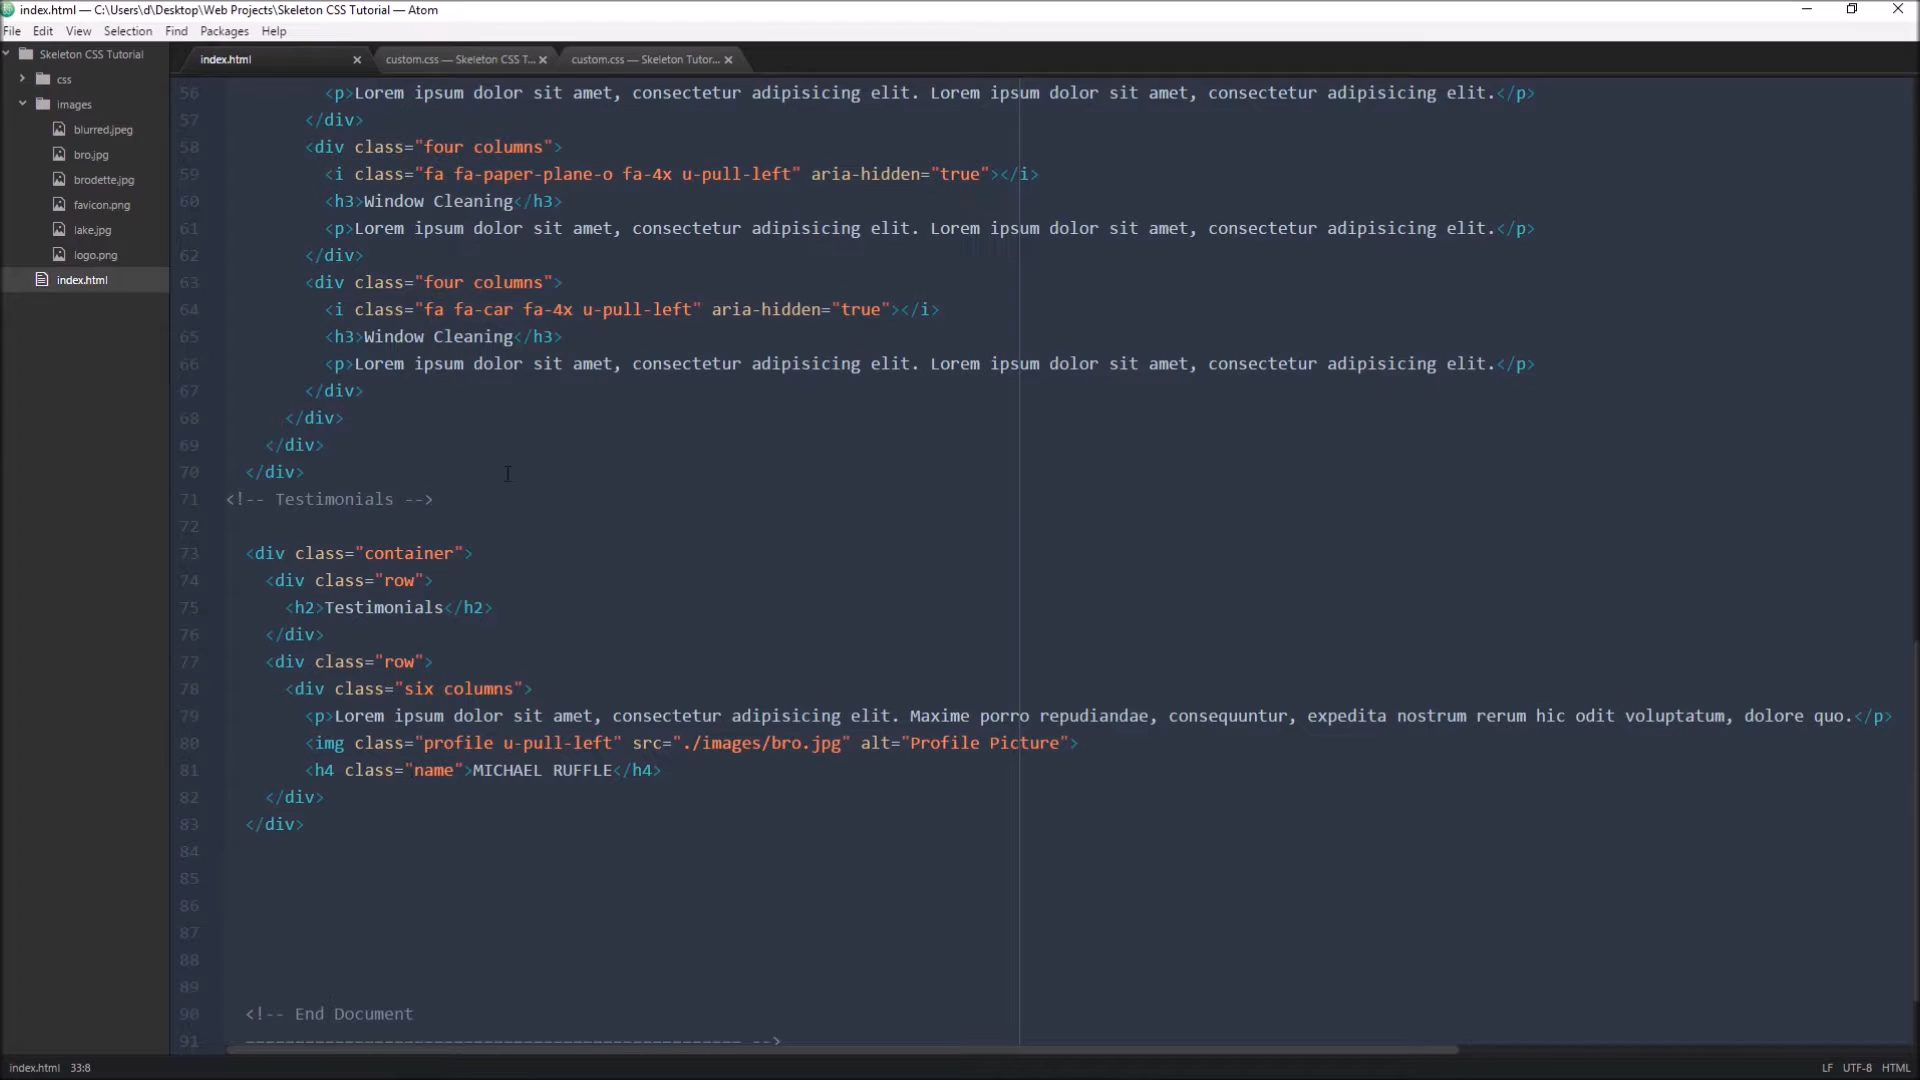 index.html — C:\Users\d\Desktop\Web Projects\Skeleton CSS Tutorial — Atom
File Edit View Selection Find Packages Help
Skeleton CSS Tutorial
css
images
blurred.jpeg
bro.jpg
brodette.jpg
favicon.png
lake.jpg
logo.png
index.html
index.html custom.css — Skeleton CSS T... custom.css — Skeleton Tutor...
56 <p>Lorem ipsum dolor sit amet, consectetur adipisicing elit. Lorem ipsum dolor sit amet, consectetur adipisicing elit.</p>
57 </div>
58 <div class="four columns">
59 <i class="fa fa-paper-plane-o fa-4x u-pull-left" aria-hidden="true"></i>
60 <h3>Window Cleaning</h3>
61 <p>Lorem ipsum dolor sit amet, consectetur adipisicing elit. Lorem ipsum dolor sit amet, consectetur adipisicing elit.</p>
62 </div>
63 <div class="four columns">
64 <i class="fa fa-car fa-4x u-pull-left" aria-hidden="true"></i>
65 <h3>Window Cleaning</h3>
66 <p>Lorem ipsum dolor sit amet, consectetur adipisicing elit. Lorem ipsum dolor sit amet, consectetur adipisicing elit.</p>
67 </div>
68 </div>
69 </div>
70 </div>
71 <!-- Testimonials -->
72
73 <div class="container">
74 <div class="row">
75 <h2>Testimonials</h2>
76 </div>
77 <div class="row">
78 <div class="six columns">
79 <p>Lorem ipsum dolor sit amet, consectetur adipisicing elit. Maxime porro repudiandae, consequuntur, expedita nostrum rerum hic odit voluptatum, dolore quo.</p>
80 <img class="profile u-pull-left" src="./images/bro.jpg" alt="Profile Picture">
81 <h4 class="name">MICHAEL RUFFLE</h4>
82 </div>
83 </div>
84
85
86
87
88
89
90 <!-- End Document
91 –––––––––––––––––––––––––––––––––––––––––––––––––– -->
index.html 33:8 LF UTF-8 HTML